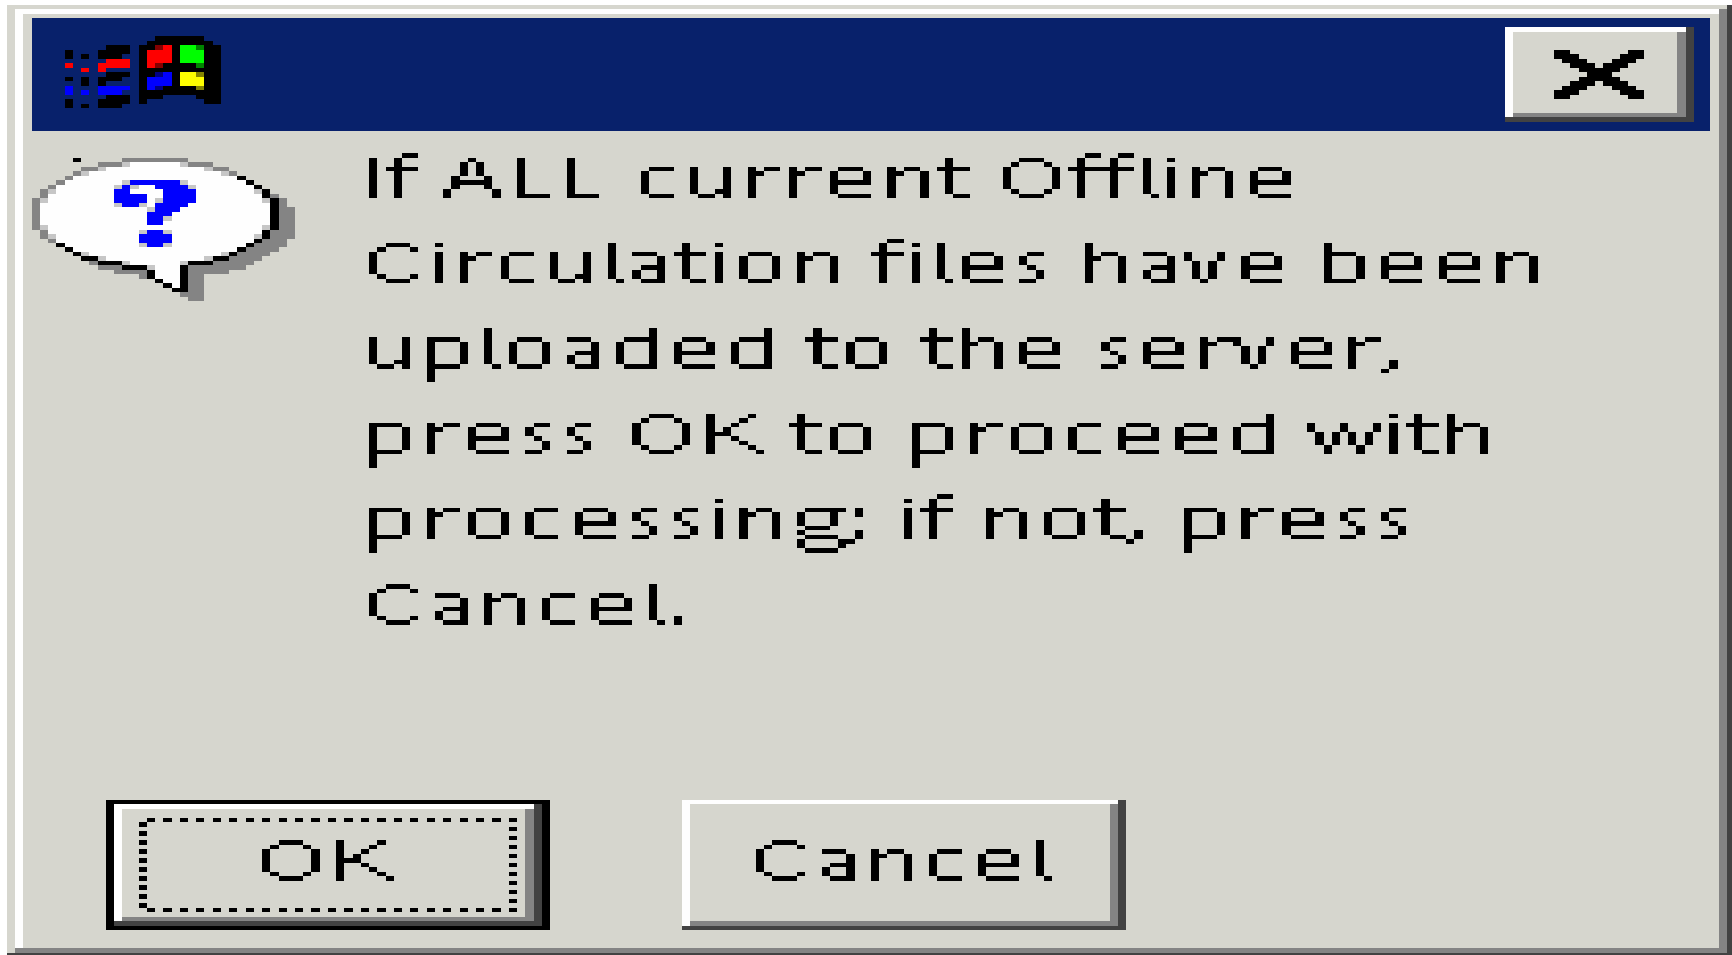 If ALL current Offline
Circulation files have been
uploaded to the server,
press OK to proceed with
processing; if not, press
Cancel.
OK
Cancel